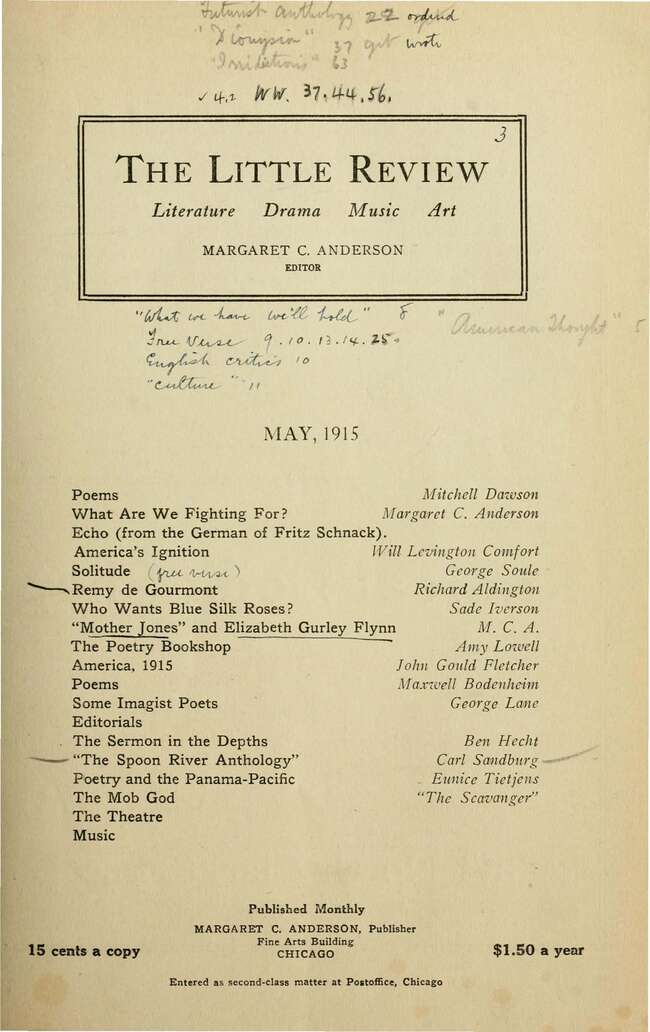 Futurist Anthology 22 ordered
"Dionysion" 37 get wrote
"Irridations" 63
✓ 42 WW. 37.44.56.
3
THE LITTLE REVIEW
Literature Drama Music Art
MARGARET C. ANDERSON
EDITOR
"What we have we'll hold" 8
"American Thought" 5
Free Verse 9.10.13.14.25.
English critics 10
"culture" 11
MAY, 1915
Poems Mitchell Dawson
What Are We Fighting For? Margaret C. Anderson
Echo (from the German of Fritz Schnack).
America's Ignition Will Levington Comfort
Solitude (free verse) George Soule
Remy de Gourmont Richard Aldington
Who Wants Blue Silk Roses? Sade Iverson
"Mother Jones" and Elizabeth Gurley Flynn M. C. A.
The Poetry Bookshop Amy Lowell
America, 1915 John Gould Fletcher
Poems Maxwell Bodenheim
Some Imagist Poets George Lane
Editorials
The Sermon in the Depths Ben Hecht
"The Spoon River Anthology" Carl Sandburg
Poetry and the Panama-Pacific Eunice Tietjens
The Mob God "The Scavanger"
The Theatre
Music
Published Monthly
MARGARET C. ANDERSON, Publisher
Fine Arts Building
15 cents a copy CHICAGO $1.50 a year
Entered as second-class matter at Postoffice, Chicago